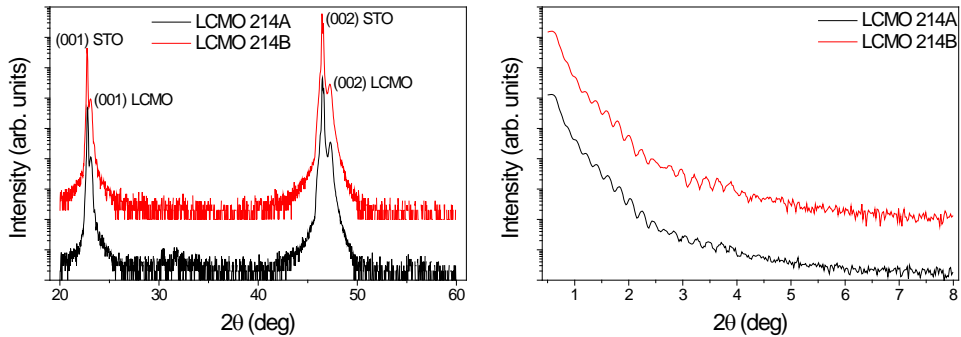 LCMO 214A
LCMO 214B
(001) STO
(002) STO
(001) LCMO
(002) LCMO
Intensity (arb. units)
20 30 40 50 60
2θ (deg)
LCMO 214A
LCMO 214B
Intensity (arb. units)
1 2 3 4 5 6 7 8
2θ (deg)